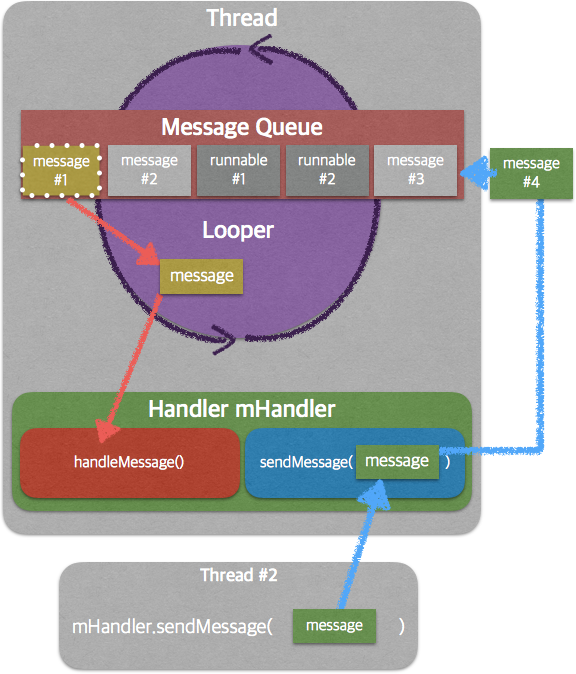 Thread
Message Queue
message
#1
message
#2
runnable
#1
runnable
#2
message
#3
message
#4
Looper
message
Handler mHandler
handleMessage()
sendMessage( message )
Thread #2
mHandler.sendMessage( message )